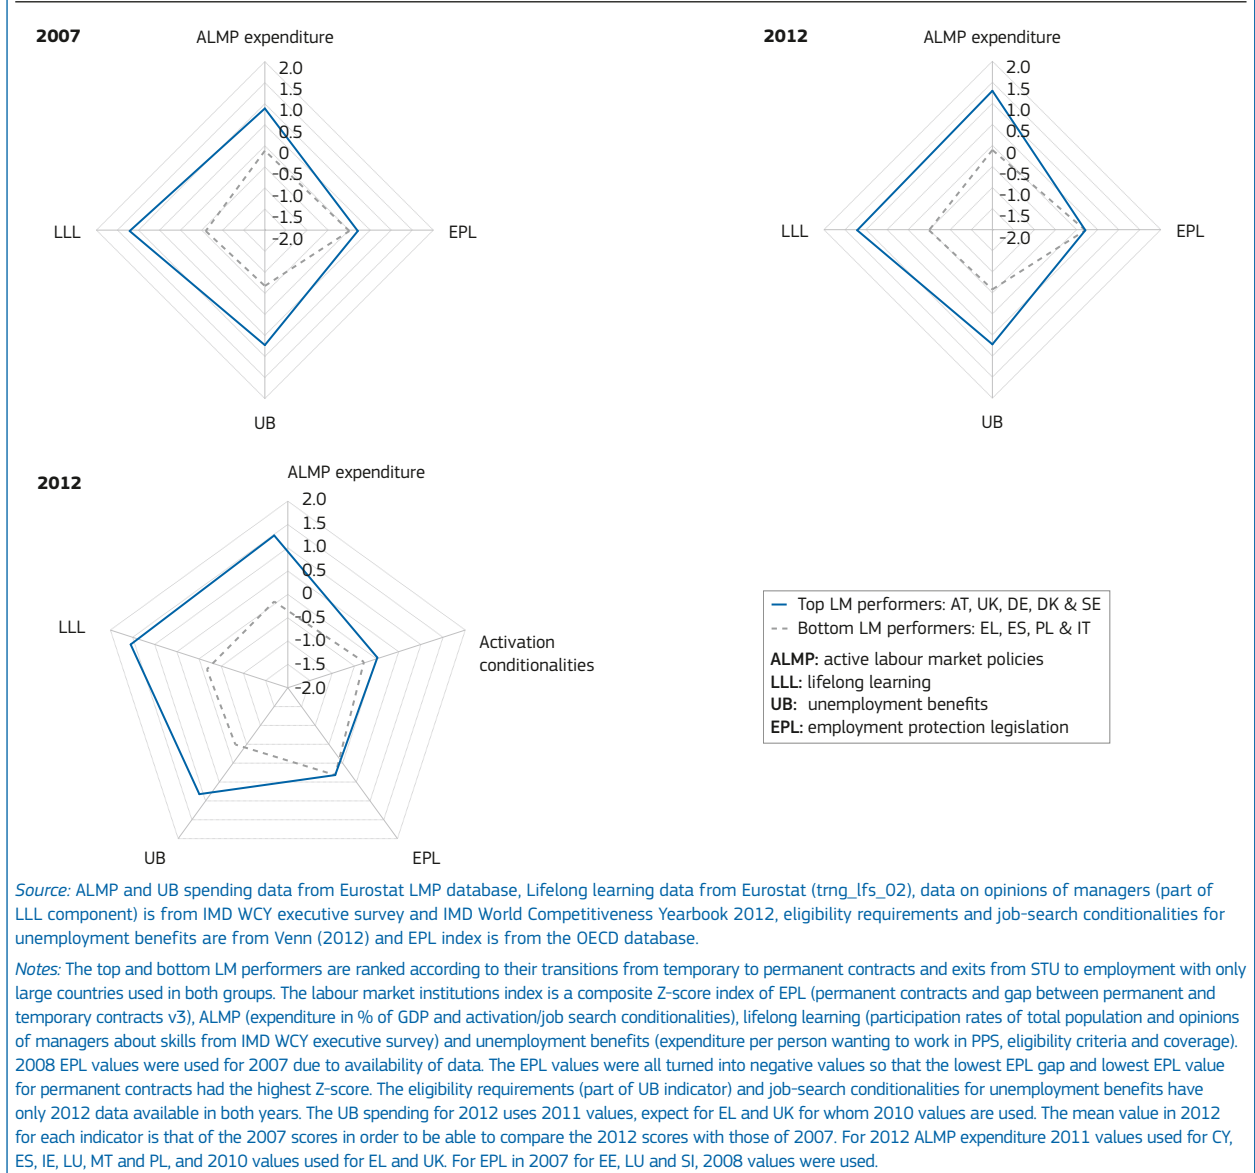 2007
ALMP expenditure
2.0
1.5
1.0
0.5
0
-0.5
-1.0
-1.5
-2.0
LLL
EPL
UB
2012
ALMP expenditure
2.0
1.5
1.0
0.5
0
-0.5
-1.0
-1.5
-2.0
LLL
EPL
UB
2012
ALMP expenditure
2.0
1.5
1.0
0.5
0
-0.5
-1.0
-1.5
-2.0
LLL
Activation
conditionalities
UB
EPL
Top LM performers: AT, UK, DE, DK & SE
Bottom LM performers: EL, ES, PL & IT
ALMP: active labour market policies
LLL: lifelong learning
UB: unemployment benefits
EPL: employment protection legislation
Source: ALMP and UB spending data from Eurostat LMP database, Lifelong learning data from Eurostat (trng_lfs_02), data on opinions of managers (part of
LLL component) is from IMD WCY executive survey and IMD World Competitiveness Yearbook 2012, eligibility requirements and job-search conditionalities for
unemployment benefits are from Venn (2012) and EPL index is from the OECD database.
Notes: The top and bottom LM performers are ranked according to their transitions from temporary to permanent contracts and exits from STU to employment with only
large countries used in both groups. The labour market institutions index is a composite Z-score index of EPL (permanent contracts and gap between permanent and
temporary contracts v3), ALMP (expenditure in % of GDP and activation/job search conditionalities), lifelong learning (participation rates of total population and opinions
of managers about skills from IMD WCY executive survey) and unemployment benefits (expenditure per person wanting to work in PPS, eligibility criteria and coverage).
2008 EPL values were used for 2007 due to availability of data. The EPL values were all turned into negative values so that the lowest EPL gap and lowest EPL value
for permanent contracts had the highest Z-score. The eligibility requirements (part of UB indicator) and job-search conditionalities for unemployment benefits have
only 2012 data available in both years. The UB spending for 2012 uses 2011 values, expect for EL and UK for whom 2010 values are used. The mean value in 2012
for each indicator is that of the 2007 scores in order to be able to compare the 2012 scores with those of 2007. For 2012 ALMP expenditure 2011 values used for CY,
ES, IE, LU, MT and PL, and 2010 values used for EL and UK. For EPL in 2007 for EE, LU and SI, 2008 values were used.